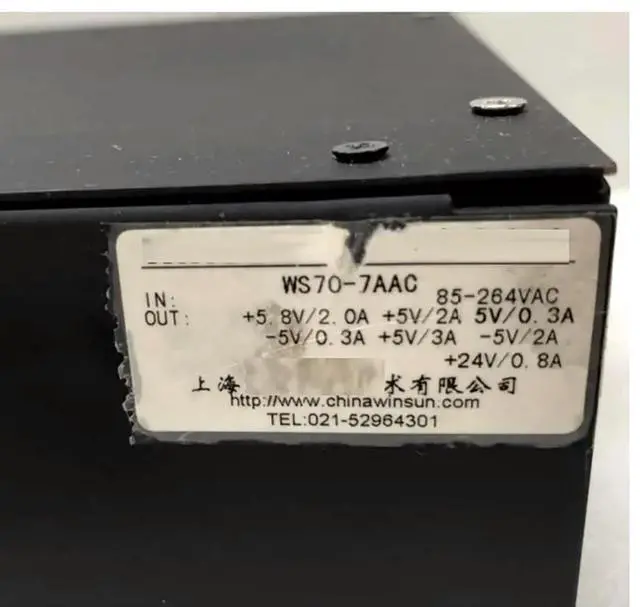 WS70-7AAC
IN: 85-264VAC
OUT: +5.8V/2.0A +5V/2A 5V/0.3A
-5V/0.3A +5V/3A -5V/2A
+24V/0.8A
上海 术有限公司
http://www.chinawinsun.com
TEL:021-52964301